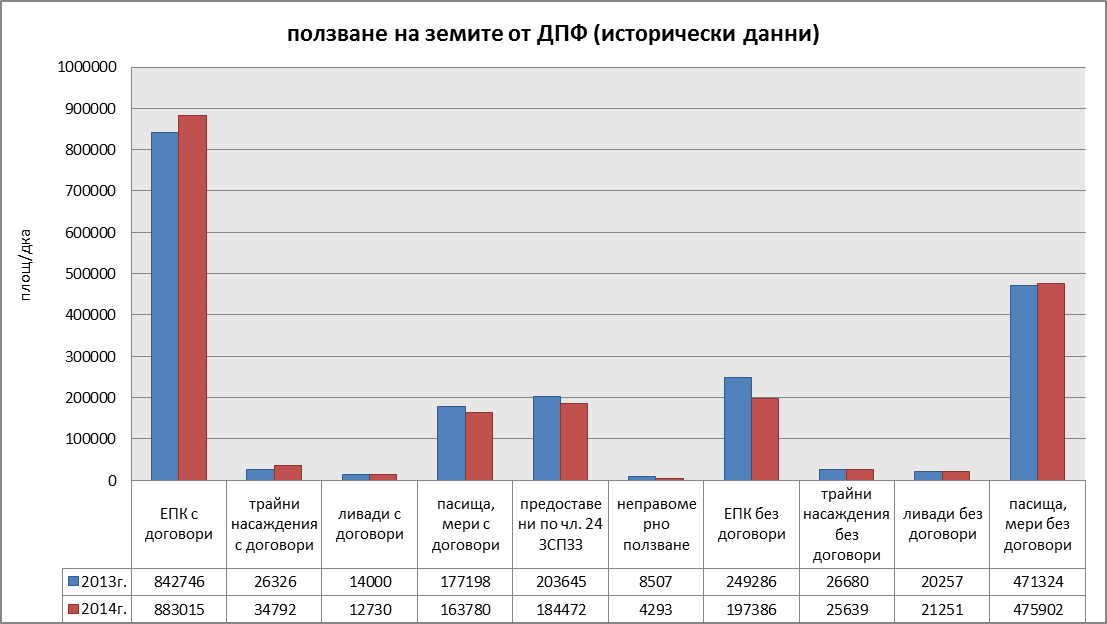 ползване на земите от ДПФ (исторически данни)
площ/дка
1000000
900000
800000
700000
600000
500000
400000
300000
200000
100000
0
ЕПК с
договори
трайни
насаждения
с договори
ливади с
договори
пасища,
мери с
договори
предостave
ни по чл. 24
ЗСПЗЗ
неправоме
рно
ползване
ЕПК без
договори
трайни
насаждения
без
договори
ливади без
договори
пасища,
мери без
договори
2013г. 842746 26326 14000 177198 203645 8507 249286 26680 20257 471324
2014г. 883015 34792 12730 163780 184472 4293 197386 25639 21251 475902